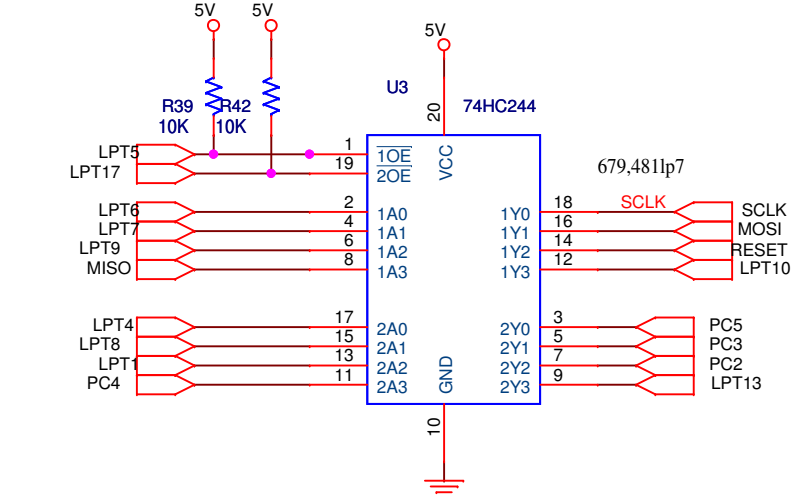 5V 5V
5V
U3
R39 R42 20 74HC244
10K 10K
LPT5 1 1OE VCC
LPT17 19 2OE
679,481lp7
LPT6 2 1A0 1Y0 18 SCLK SCLK
LPT7 4 1A1 1Y1 16 MOSI
LPT9 6 1A2 1Y2 14 RESET
MISO 8 1A3 1Y3 12 LPT10
LPT4 17 2A0 2Y0 3 PC5
LPT8 15 2A1 2Y1 5 PC3
LPT1 13 2A2 GND 2Y2 7 PC2
PC4 11 2A3 2Y3 9 LPT13
10